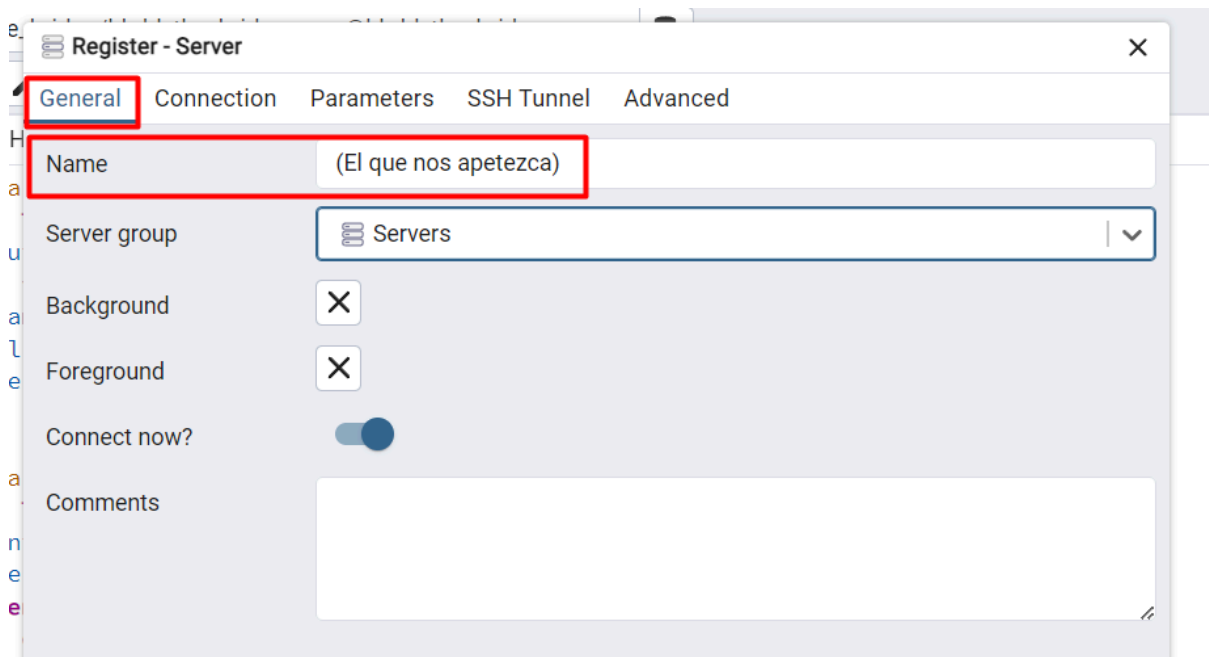 Register - Server
General Connection Parameters SSH Tunnel Advanced
Name (El que nos apetezca)
Server group Servers
Background
Foreground
Connect now?
Comments